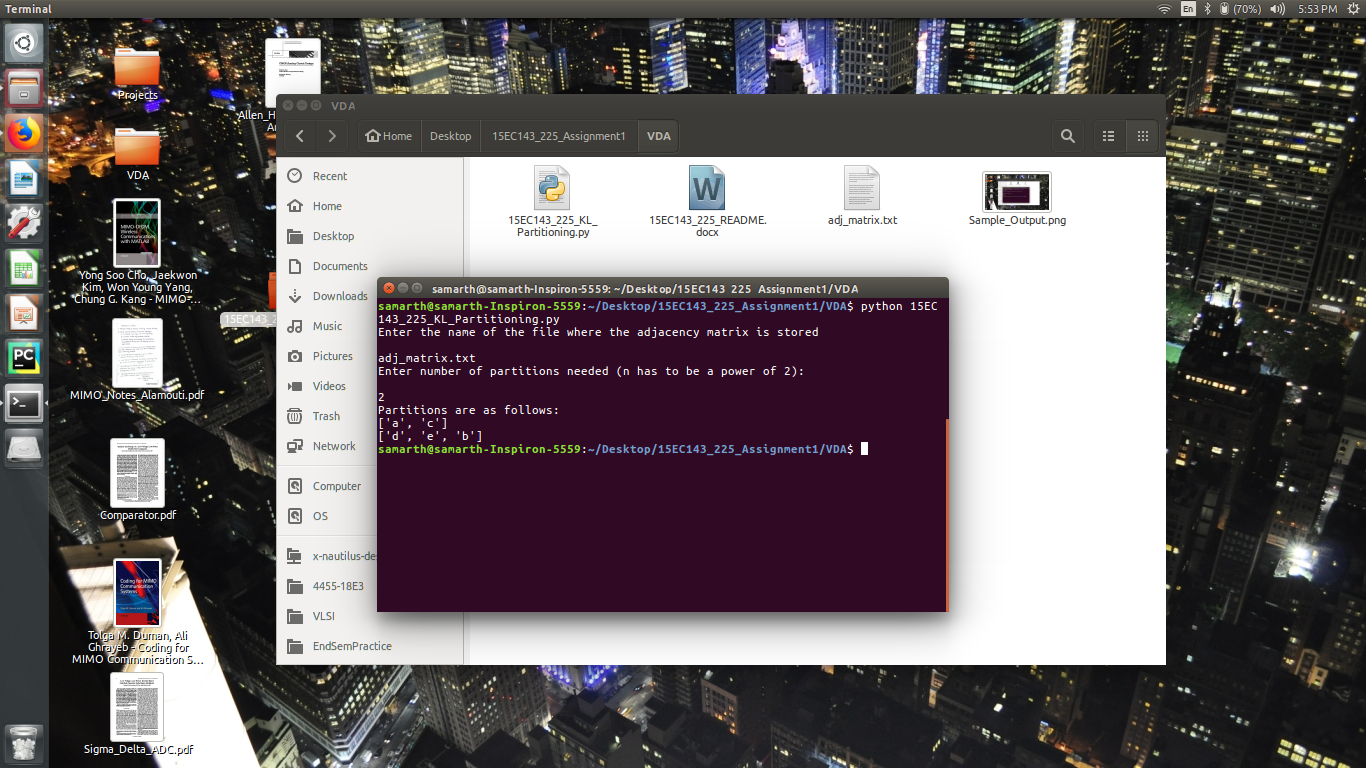 Terminal
En
(70%)
5:53 PM
Projects
VDA
Yong Soo Cho, Jaekwon
Kim, Won Young Yang,
Chung G. Kang - MIMO-...
MIMO_Notes_Alamouti.pdf
Comparator.pdf
Tolga M. Duman, Ali
Ghrayeb - Coding for
MIMO Communication S...
Sigma_Delta_ADC.pdf
Allen_H
VDA
Home
Desktop
15EC143_225_Assignment1
VDA
Recent
Home
Desktop
Documents
Downloads
Music
Pictures
Videos
Trash
Network
Computer
OS
x-nautilus-de
4455-18E3
VLSI
EndSemPractice
15EC143_225_KL_
Partitioning.py
15EC143_225_README.
docx
adj_matrix.txt
Sample_Output.png
samarth@samarth-Inspiron-5559: ~/Desktop/15EC143_225_Assignment1/VDA
samarth@samarth-Inspiron-5559:~/Desktop/15EC143_225_Assignment1/VDA$ python 15EC
143_225_KL_Partitioning.py
Enter the name of the file where the adjacency matrix is stored
adj_matrix.txt
Enter number of partitions needed (n has to be a power of 2):
2
Partitions are as follows:
['a', 'c']
['d', 'e', 'b']
samarth@samarth-Inspiron-5559:~/Desktop/15EC143_225_Assignment1/VDA$